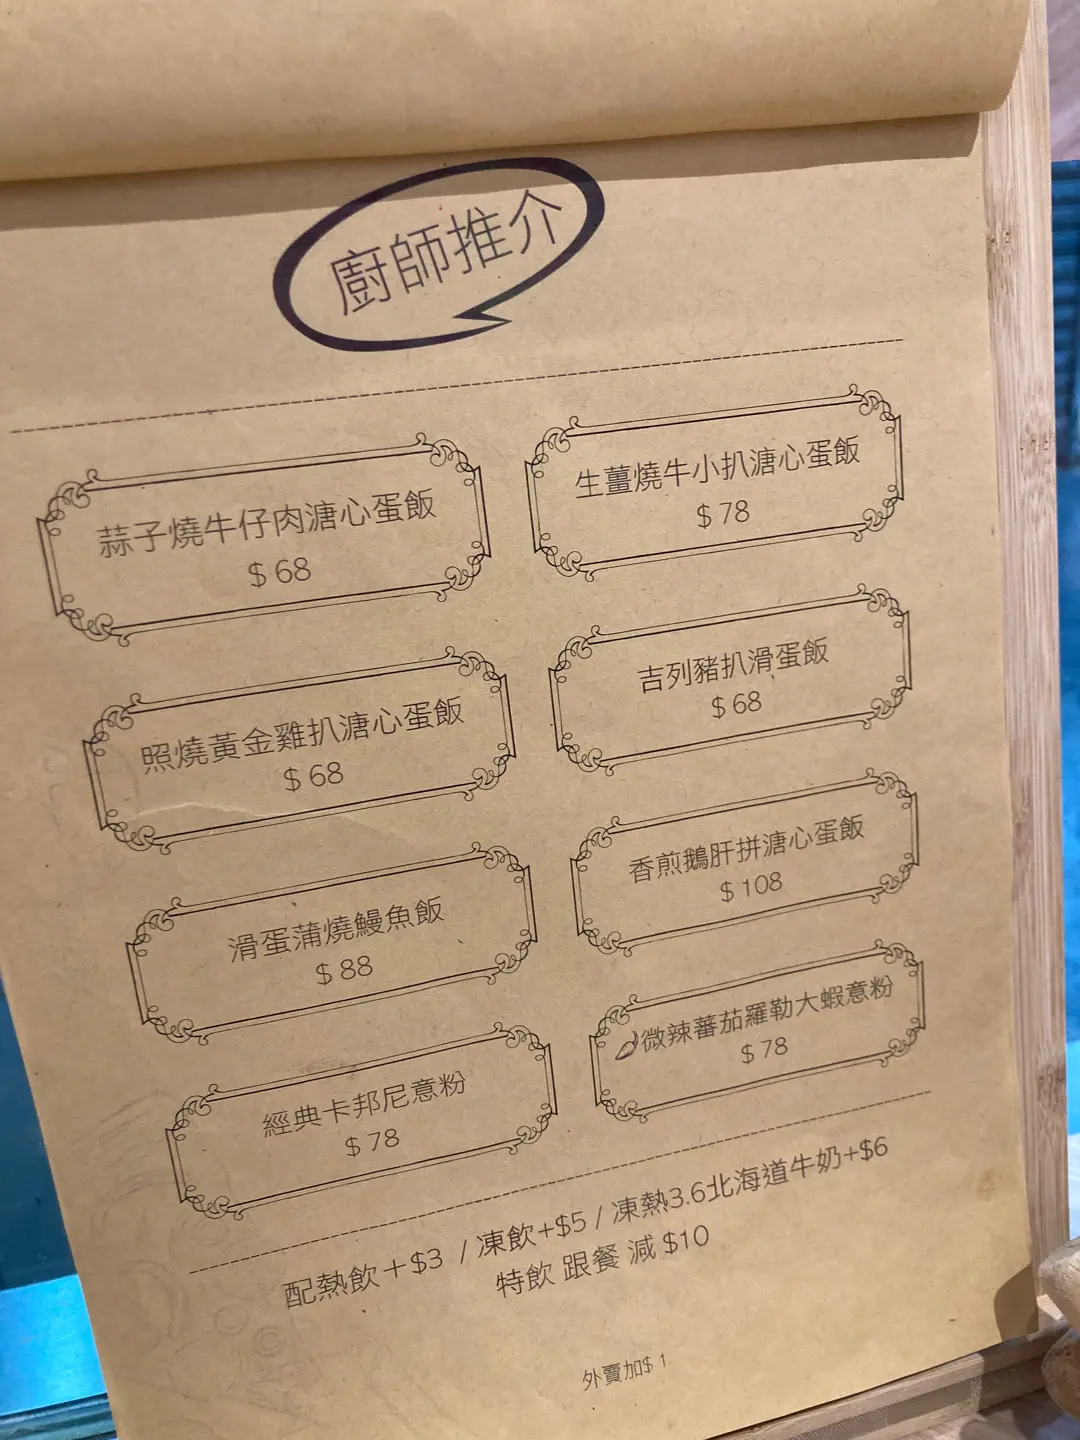 廚師推介
蒜子燒牛仔肉溏心蛋飯
$68
生薑燒牛小扒溏心蛋飯
$78
照燒黃金雞扒溏心蛋飯
$68
吉列豬扒滑蛋飯
$68
滑蛋蒲燒鰻魚飯
$88
香煎鵝肝拼溏心蛋飯
$108
經典卡邦尼意粉
$78
微辣蕃茄羅勒大蝦意粉
$78
配熱飲+$3 / 凍飲+$5 / 凍熱3.6北海道牛奶+$6
特飲 跟餐 減 $10
外賣加$ 1